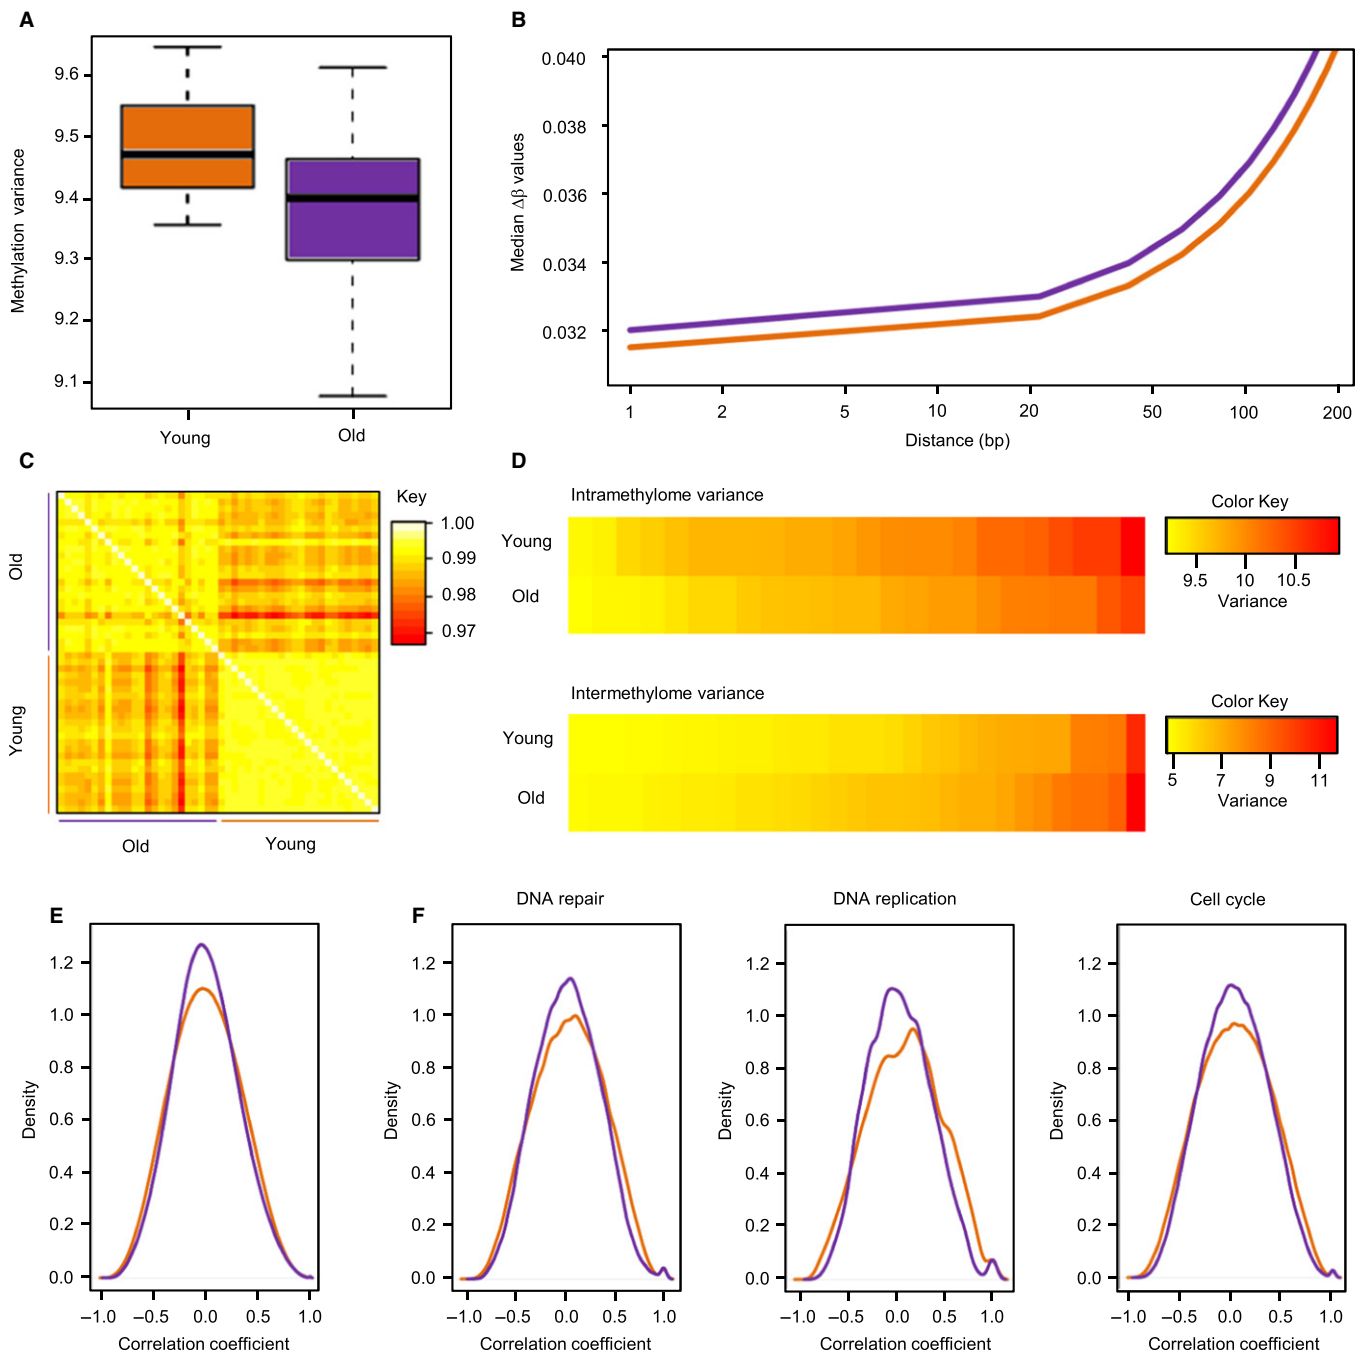 A
Methylation variance
9.6
9.5
9.4
9.3
9.2
9.1
Young
Old
B
Median Δβ values
0.040
0.038
0.036
0.034
0.032
1
2
5
10
20
50
100
200
Distance (bp)
C
Old
Young
Old
Young
Key
1.00
0.99
0.98
0.97
D
Intramethylome variance
Young
Old
Color Key
9.5
10
10.5
Variance
Intermethylome variance
Young
Old
Color Key
5
7
9
11
Variance
E
Density
1.2
1.0
0.8
0.6
0.4
0.2
0.0
–1.0
–0.5
0.0
0.5
1.0
Correlation coefficient
F
DNA repair
Density
1.2
1.0
0.8
0.6
0.4
0.2
0.0
–1.0
–0.5
0.0
0.5
1.0
Correlation coefficient
DNA replication
Density
1.2
1.0
0.8
0.6
0.4
0.2
0.0
–1.0
–0.5
0.0
0.5
1.0
Correlation coefficient
Cell cycle
Density
1.2
1.0
0.8
0.6
0.4
0.2
0.0
–1.0
–0.5
0.0
0.5
1.0
Correlation coefficient